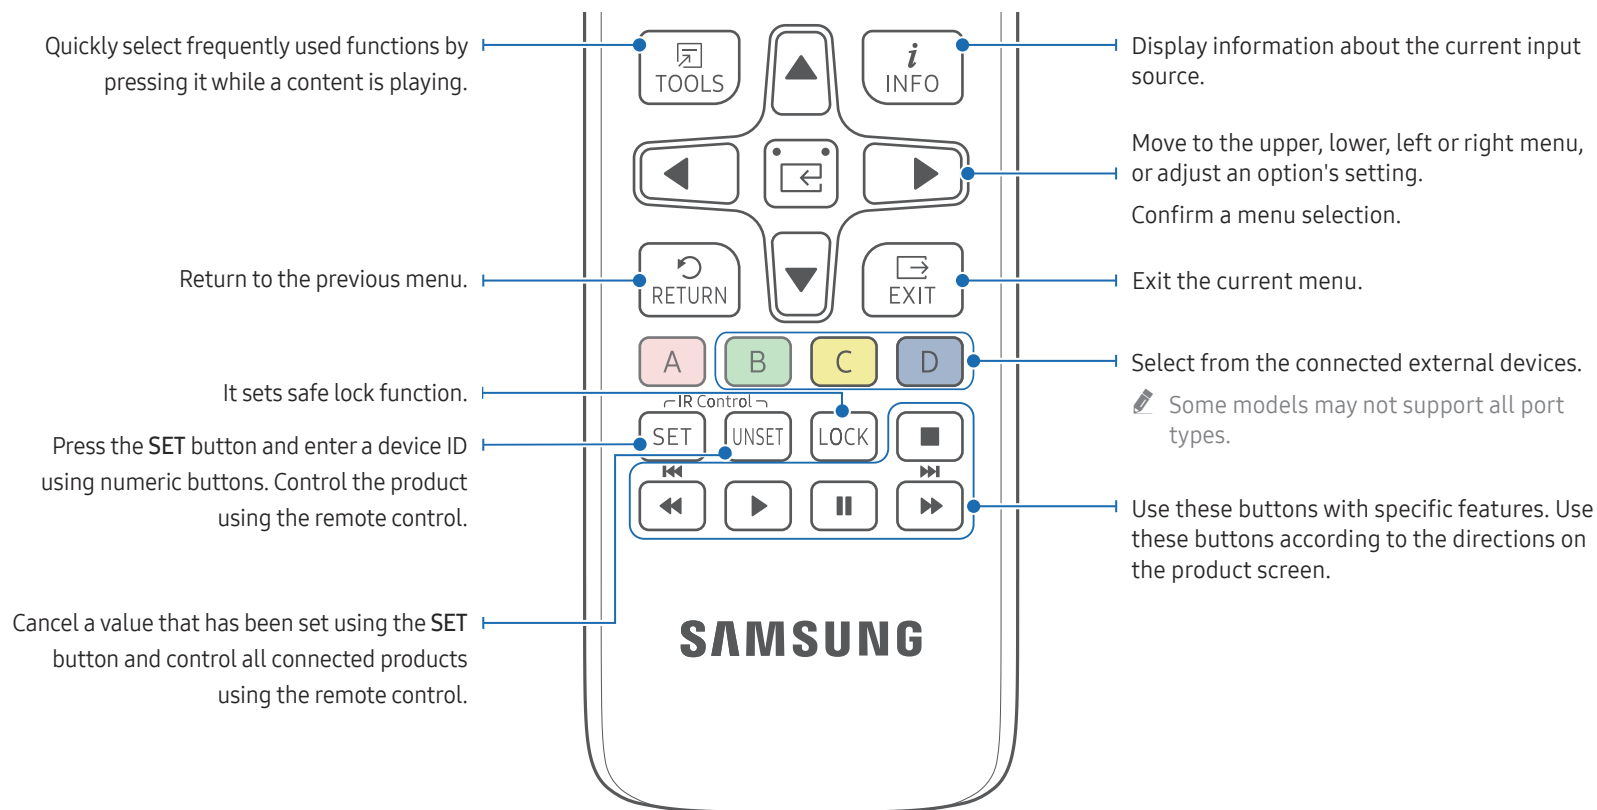 Quickly select frequently used functions by
pressing it while a content is playing.
TOOLS
i
INFO
Display information about the current input
source.
Move to the upper, lower, left or right menu,
or adjust an option's setting.
Confirm a menu selection.
Return to the previous menu.
RETURN
EXIT
Exit the current menu.
A
B
C
D
Select from the connected external devices.
Some models may not support all port
types.
It sets safe lock function.
IR Control
SET
UNSET
LOCK
Press the SET button and enter a device ID
using numeric buttons. Control the product
using the remote control.
Use these buttons with specific features. Use
these buttons according to the directions on
the product screen.
Cancel a value that has been set using the SET
button and control all connected products
using the remote control.
SAMSUNG